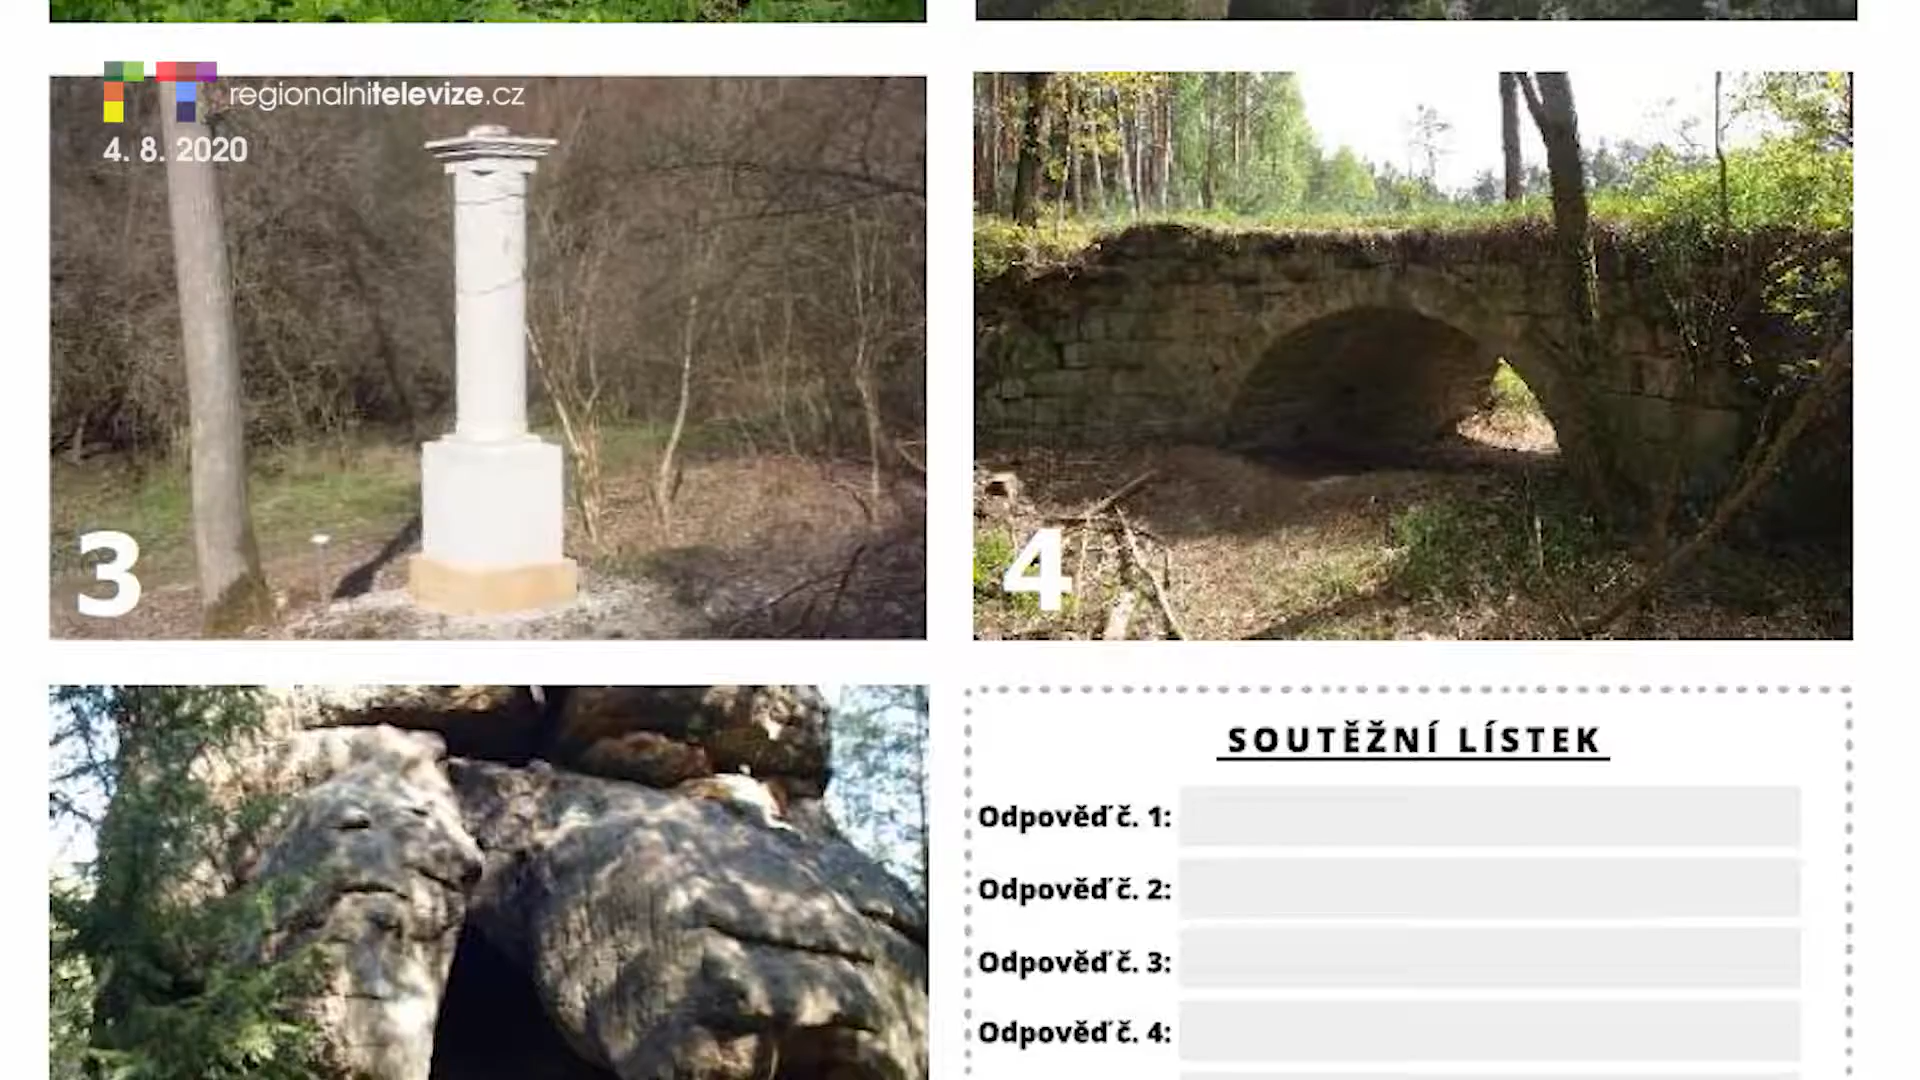 regionalnitelevize.cz
4. 8. 2020
3
4
SOUTĚŽNÍ LÍSTEK
Odpověď č. 1:
Odpověď č. 2:
Odpověď č. 3:
Odpověď č. 4: